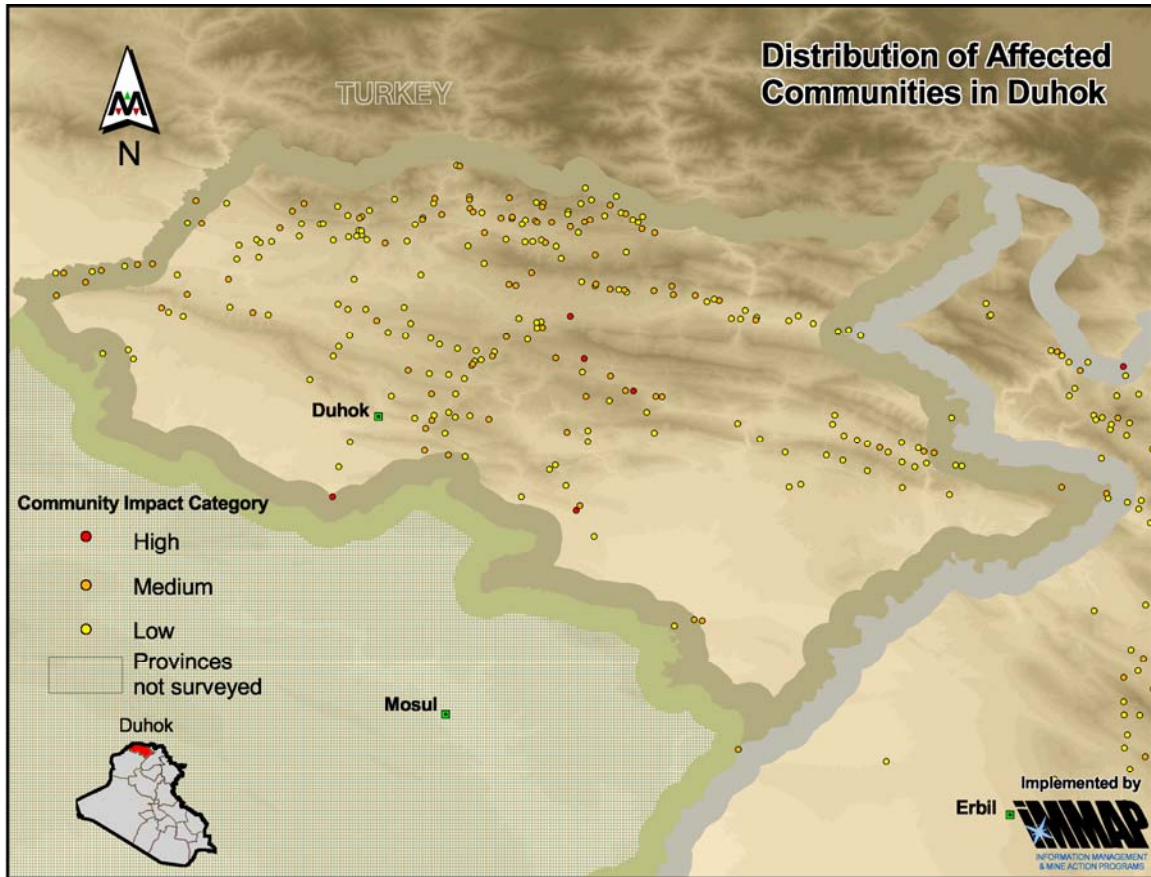 Distribution of Affected
Communities in Duhok
TURKEY
N
Duhok
Community Impact Category
High
Medium
Low
Provinces
not surveyed
Duhok
Mosul
Erbil
Implemented by
iMMAP
INFORMATION MANAGEMENT
& MINE ACTION PROGRAMS